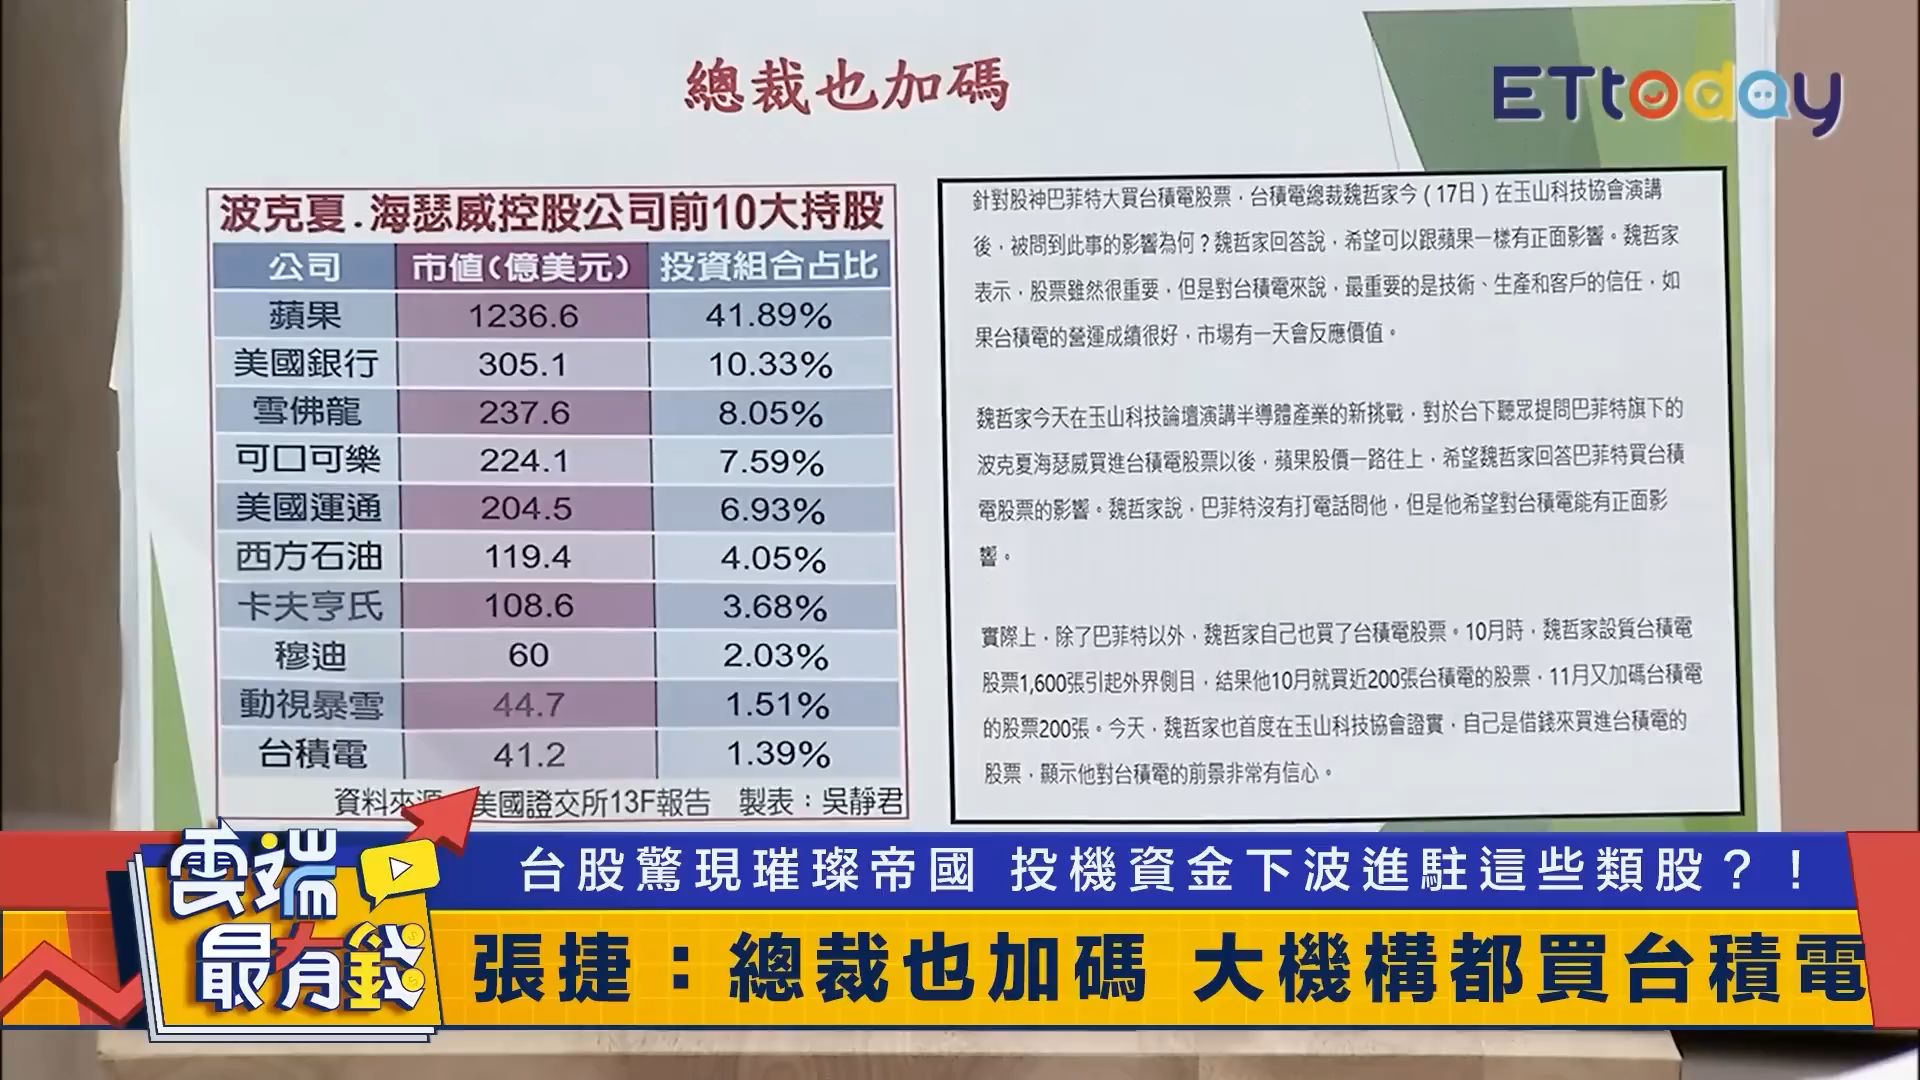 總裁也加碼
ETtoday
波克夏.海瑟威控股公司前10大持股
公司 市值(億美元) 投資組合占比
蘋果 1236.6 41.89%
美國銀行 305.1 10.33%
雪佛龍 237.6 8.05%
可口可樂 224.1 7.59%
美國運通 204.5 6.93%
西方石油 119.4 4.05%
卡夫亨氏 108.6 3.68%
穆迪 60 2.03%
動視暴雪 44.7 1.51%
台積電 41.2 1.39%
資料來源 美國證交所13F報告 製表：吳靜君
針對股神巴菲特大買台積電股票，台積電總裁魏哲家今（17日）在玉山科技協會演講
後，被問到此事的影響為何？魏哲家回答說，希望可以跟蘋果一樣有正面影響。魏哲家
表示，股票雖然很重要，但是對台積電來說，最重要的是技術、生產和客戶的信任，如
果台積電的營運成績很好，市場有一天會反應價值。
魏哲家今天在玉山科技論壇演講半導體產業的新挑戰，對於台下聽眾提問巴菲特旗下的
波克夏海瑟威買進台積電股票以後，蘋果股價一路往上，希望魏哲家回答巴菲特買台積
電股票的影響。魏哲家說，巴菲特沒有打電話問他，但是他希望對台積電能有正面影
響。
實際上，除了巴菲特以外，魏哲家自己也買了台積電股票。10月時，魏哲家設質台積電
股票1,600張引起外界側目，結果他10月就買近200張台積電的股票，11月又加碼台積電
的股票200張。今天，魏哲家也首度在玉山科技協會證實，自己是借錢來買進台積電的
股票，顯示他對台積電的前景非常有信心。
雲端
最有錢
台股驚現璀璨帝國 投機資金下波進駐這些類股？！
張捷：總裁也加碼 大機構都買台積電